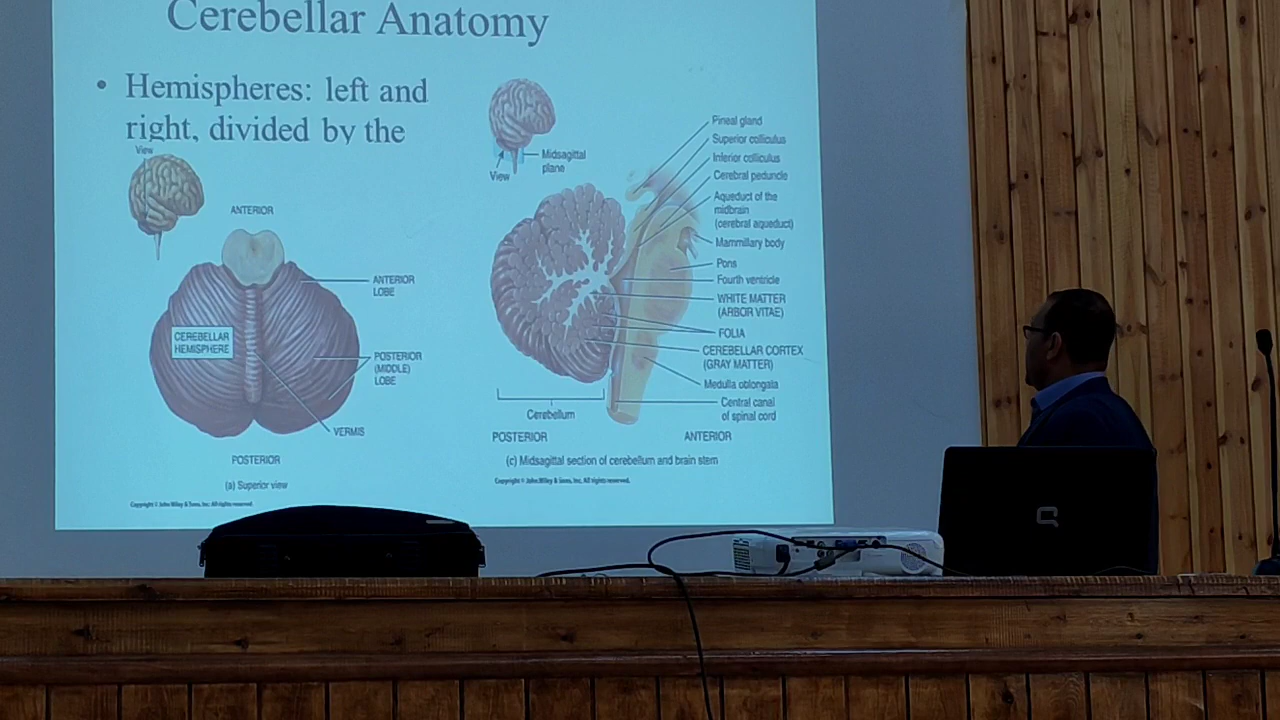 Cerebellar Anatomy
• Hemispheres: left and
right, divided by the
View
ANTERIOR
ANTERIOR
LOBE
CEREBELLAR
HEMISPHERE
POSTERIOR
(MIDDLE)
LOBE
VERMIS
POSTERIOR
(a) Superior view
Copyright © John Wiley & Sons, Inc. All rights reserved.
Midsagittal
plane
View
Pineal gland
Superior colliculus
Inferior colliculus
Cerebral peduncle
Aqueduct of the
midbrain
(cerebral aqueduct)
Mammillary body
Pons
Fourth ventricle
WHITE MATTER
(ARBOR VITAE)
FOLIA
CEREBELLAR CORTEX
(GRAY MATTER)
Medulla oblongata
Central canal
of spinal cord
Cerebellum
POSTERIOR
ANTERIOR
(c) Midsagittal section of cerebellum and brain stem
Copyright © John Wiley & Sons, Inc. All rights reserved.